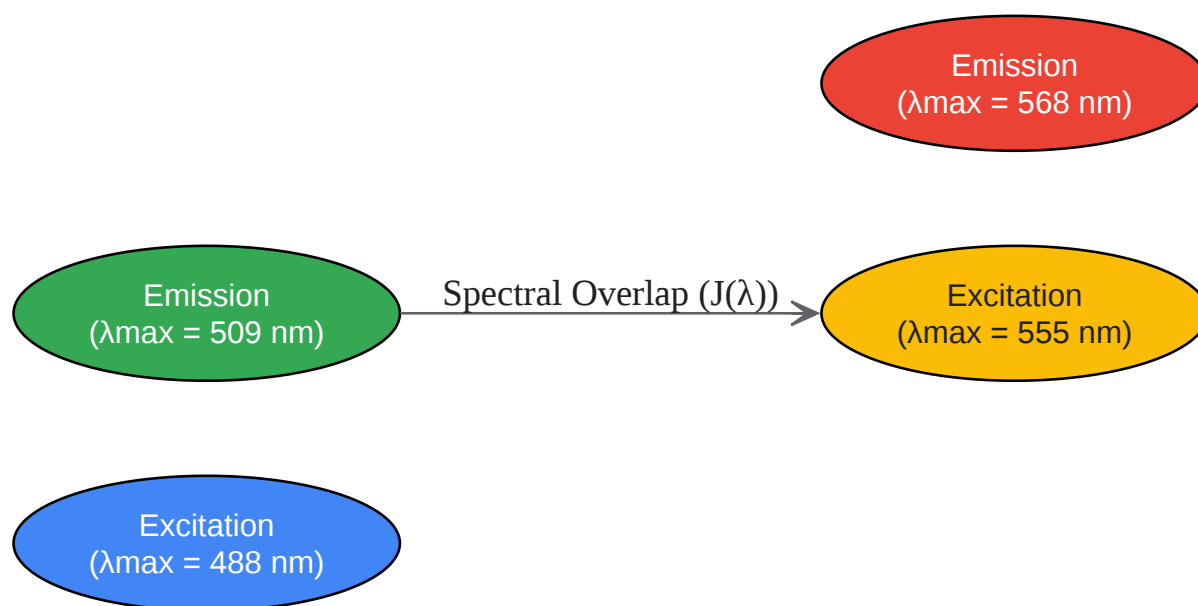 Emission
(λmax = 568 nm)
Emission
(λmax = 509 nm)
Spectral Overlap (J(λ))
Excitation
(λmax = 555 nm)
Excitation
(λmax = 488 nm)